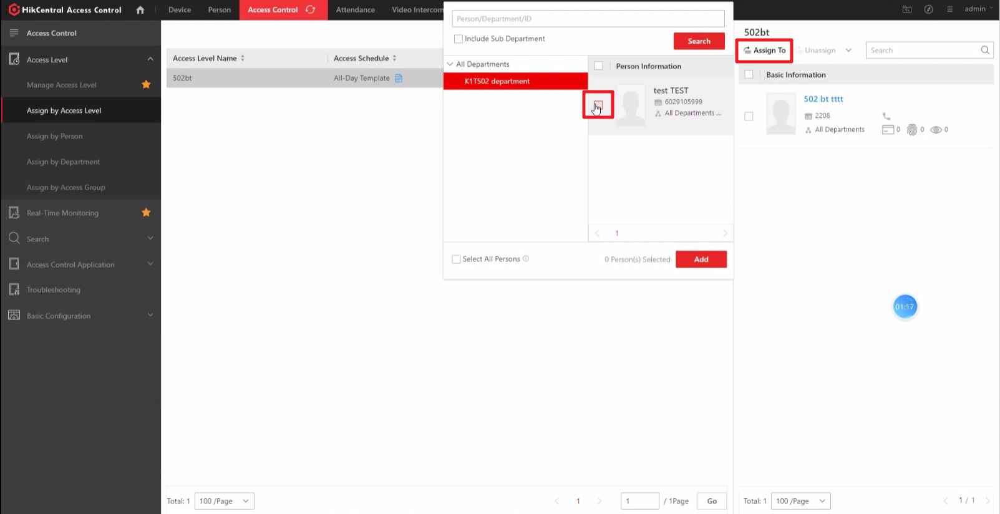 HikCentral Access Control
Device
Person
Access Control
Attendance
Video Intercom
admin
Access Control
Access Level
Manage Access Level
Assign by Access Level
Assign by Person
Assign by Department
Assign by Access Group
Real-Time Monitoring
Search
Access Control Application
Troubleshooting
Basic Configuration
Access Level Name
Access Schedule
502bt
All-Day Template
Person/Department/ID
Include Sub Department
Search
All Departments
K1T502 department
Person Information
test TEST
6029105999
All Departments ...
1
Select All Persons
0 Person(s) Selected
Add
502bt
Assign To
Unassign
Search
Basic Information
502 bt tttt
2208
All Departments
0
0
0
01:17
Total: 1
100 /Page
1
1
/ 1Page
Go
Total: 1
100 /Page
1 / 1